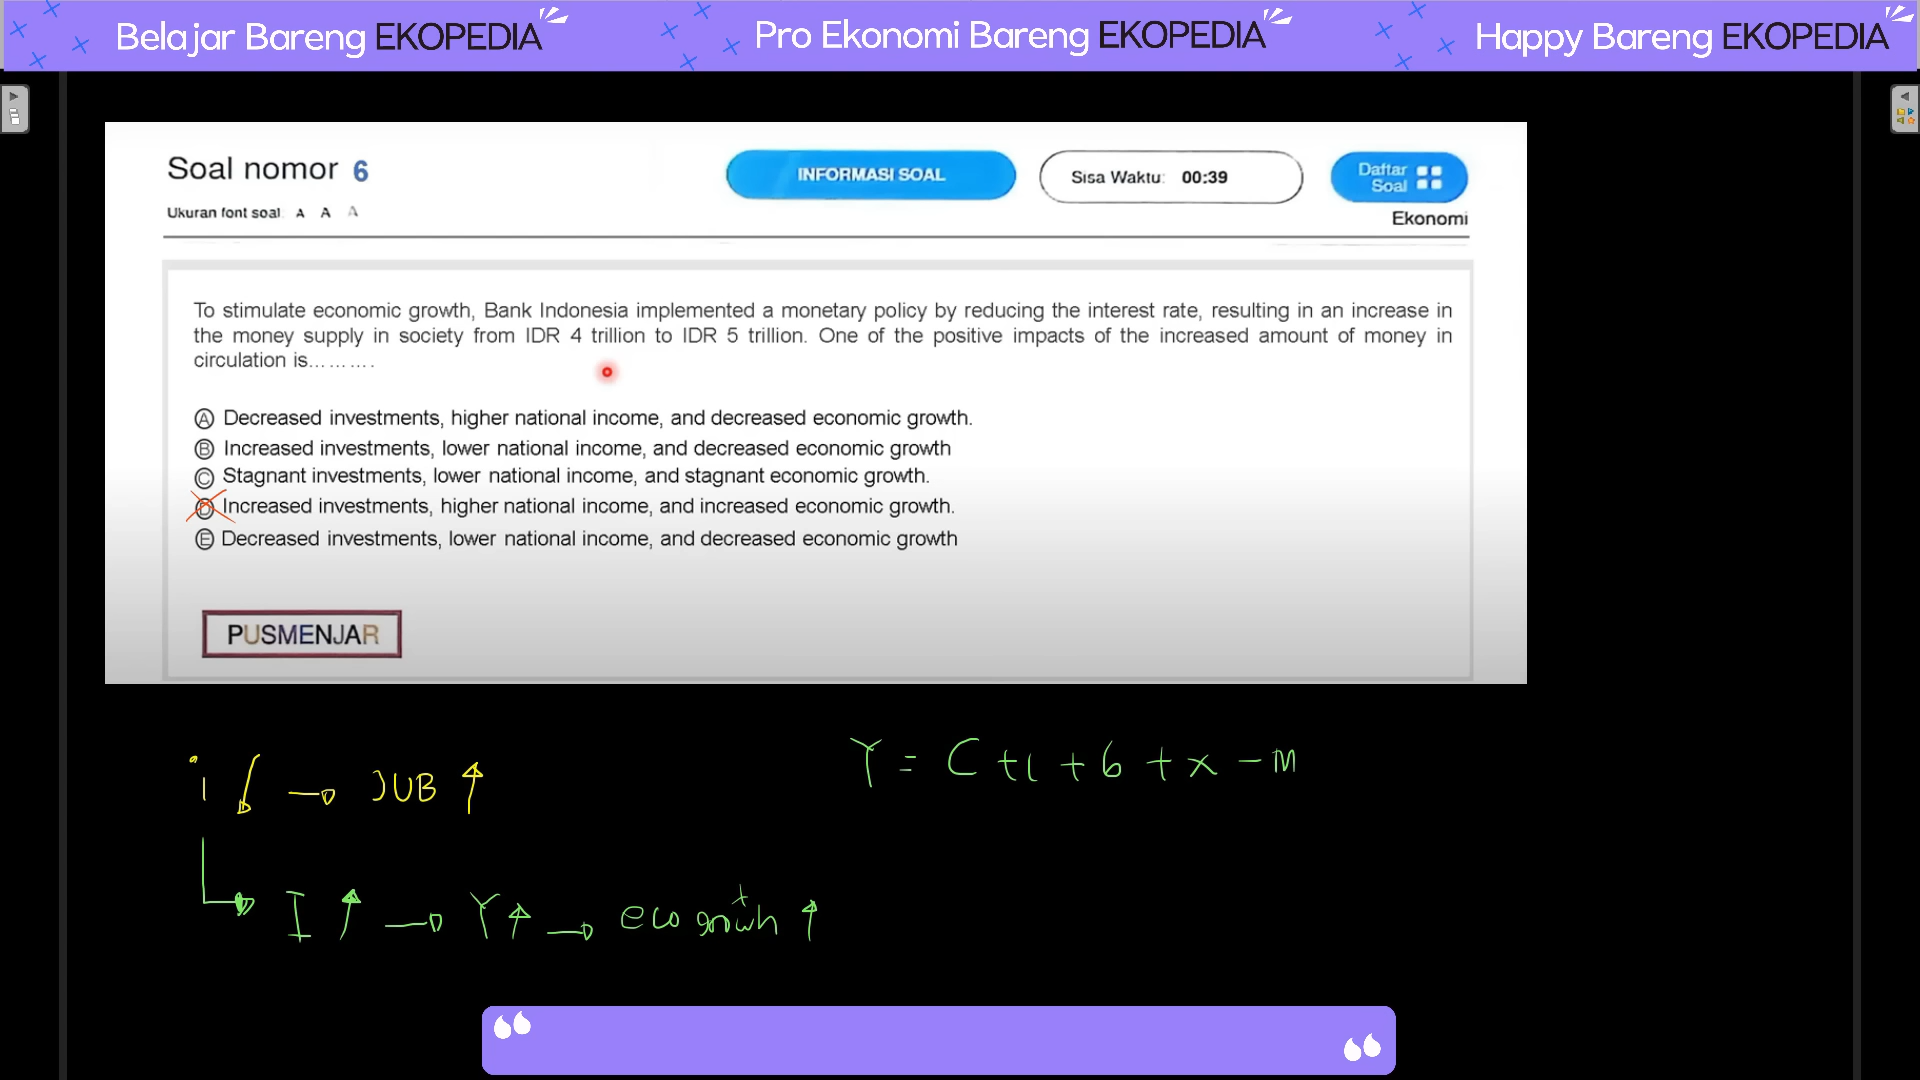 Belajar Bareng EKOPEDIA
Pro Ekonomi Bareng EKOPEDIA
Happy Bareng EKOPEDIA
Soal nomor 6
INFORMASI SOAL
Sisa Waktu: 00:39
Daftar Soal
Ukuran font soal: A A A
Ekonomi
To stimulate economic growth, Bank Indonesia implemented a monetary policy by reducing the interest rate, resulting in an increase in
the money supply in society from IDR 4 trillion to IDR 5 trillion. One of the positive impacts of the increased amount of money in
circulation is..........
A Decreased investments, higher national income, and decreased economic growth.
B Increased investments, lower national income, and decreased economic growth
C Stagnant investments, lower national income, and stagnant economic growth.
D Increased investments, higher national income, and increased economic growth.
E Decreased investments, lower national income, and decreased economic growth
PUSMENJAR
Y = C + I + G + X - M
i ↓ → JUB ↑
I ↑ → Y ↑ → eco growth ↑